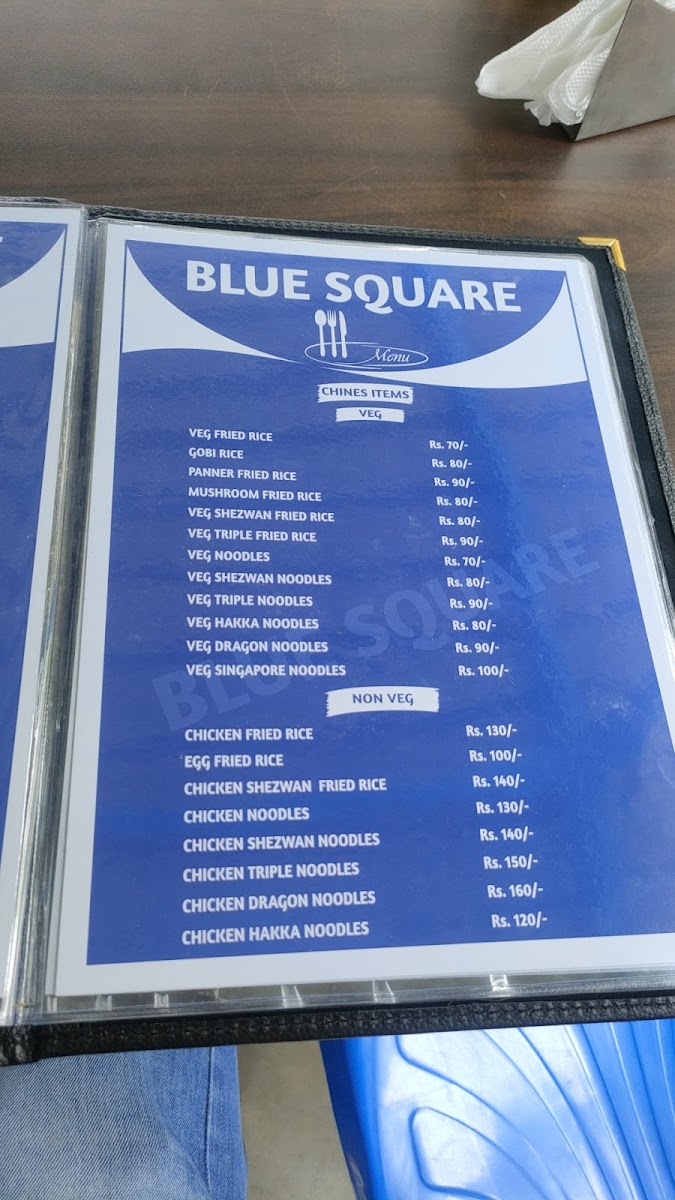 BLUE SQUARE
Menu
CHINES ITEMS
VEG
VEG FRIED RICE Rs. 70/-
GOBI RICE Rs. 80/-
PANNER FRIED RICE Rs. 90/-
MUSHROOM FRIED RICE Rs. 80/-
VEG SHEZWAN FRIED RICE Rs. 80/-
VEG TRIPLE FRIED RICE Rs. 90/-
VEG NOODLES Rs. 70/-
VEG SHEZWAN NOODLES Rs. 80/-
VEG TRIPLE NOODLES Rs. 90/-
VEG HAKKA NOODLES Rs. 80/-
VEG DRAGON NOODLES Rs. 90/-
VEG SINGAPORE NOODLES Rs. 100/-
BLUE SQUARE
NON VEG
CHICKEN FRIED RICE Rs. 130/-
EGG FRIED RICE Rs. 100/-
CHICKEN SHEZWAN FRIED RICE Rs. 140/-
CHICKEN NOODLES Rs. 130/-
CHICKEN SHEZWAN NOODLES Rs. 140/-
CHICKEN TRIPLE NOODLES Rs. 150/-
CHICKEN DRAGON NOODLES Rs. 160/-
CHICKEN HAKKA NOODLES Rs. 120/-